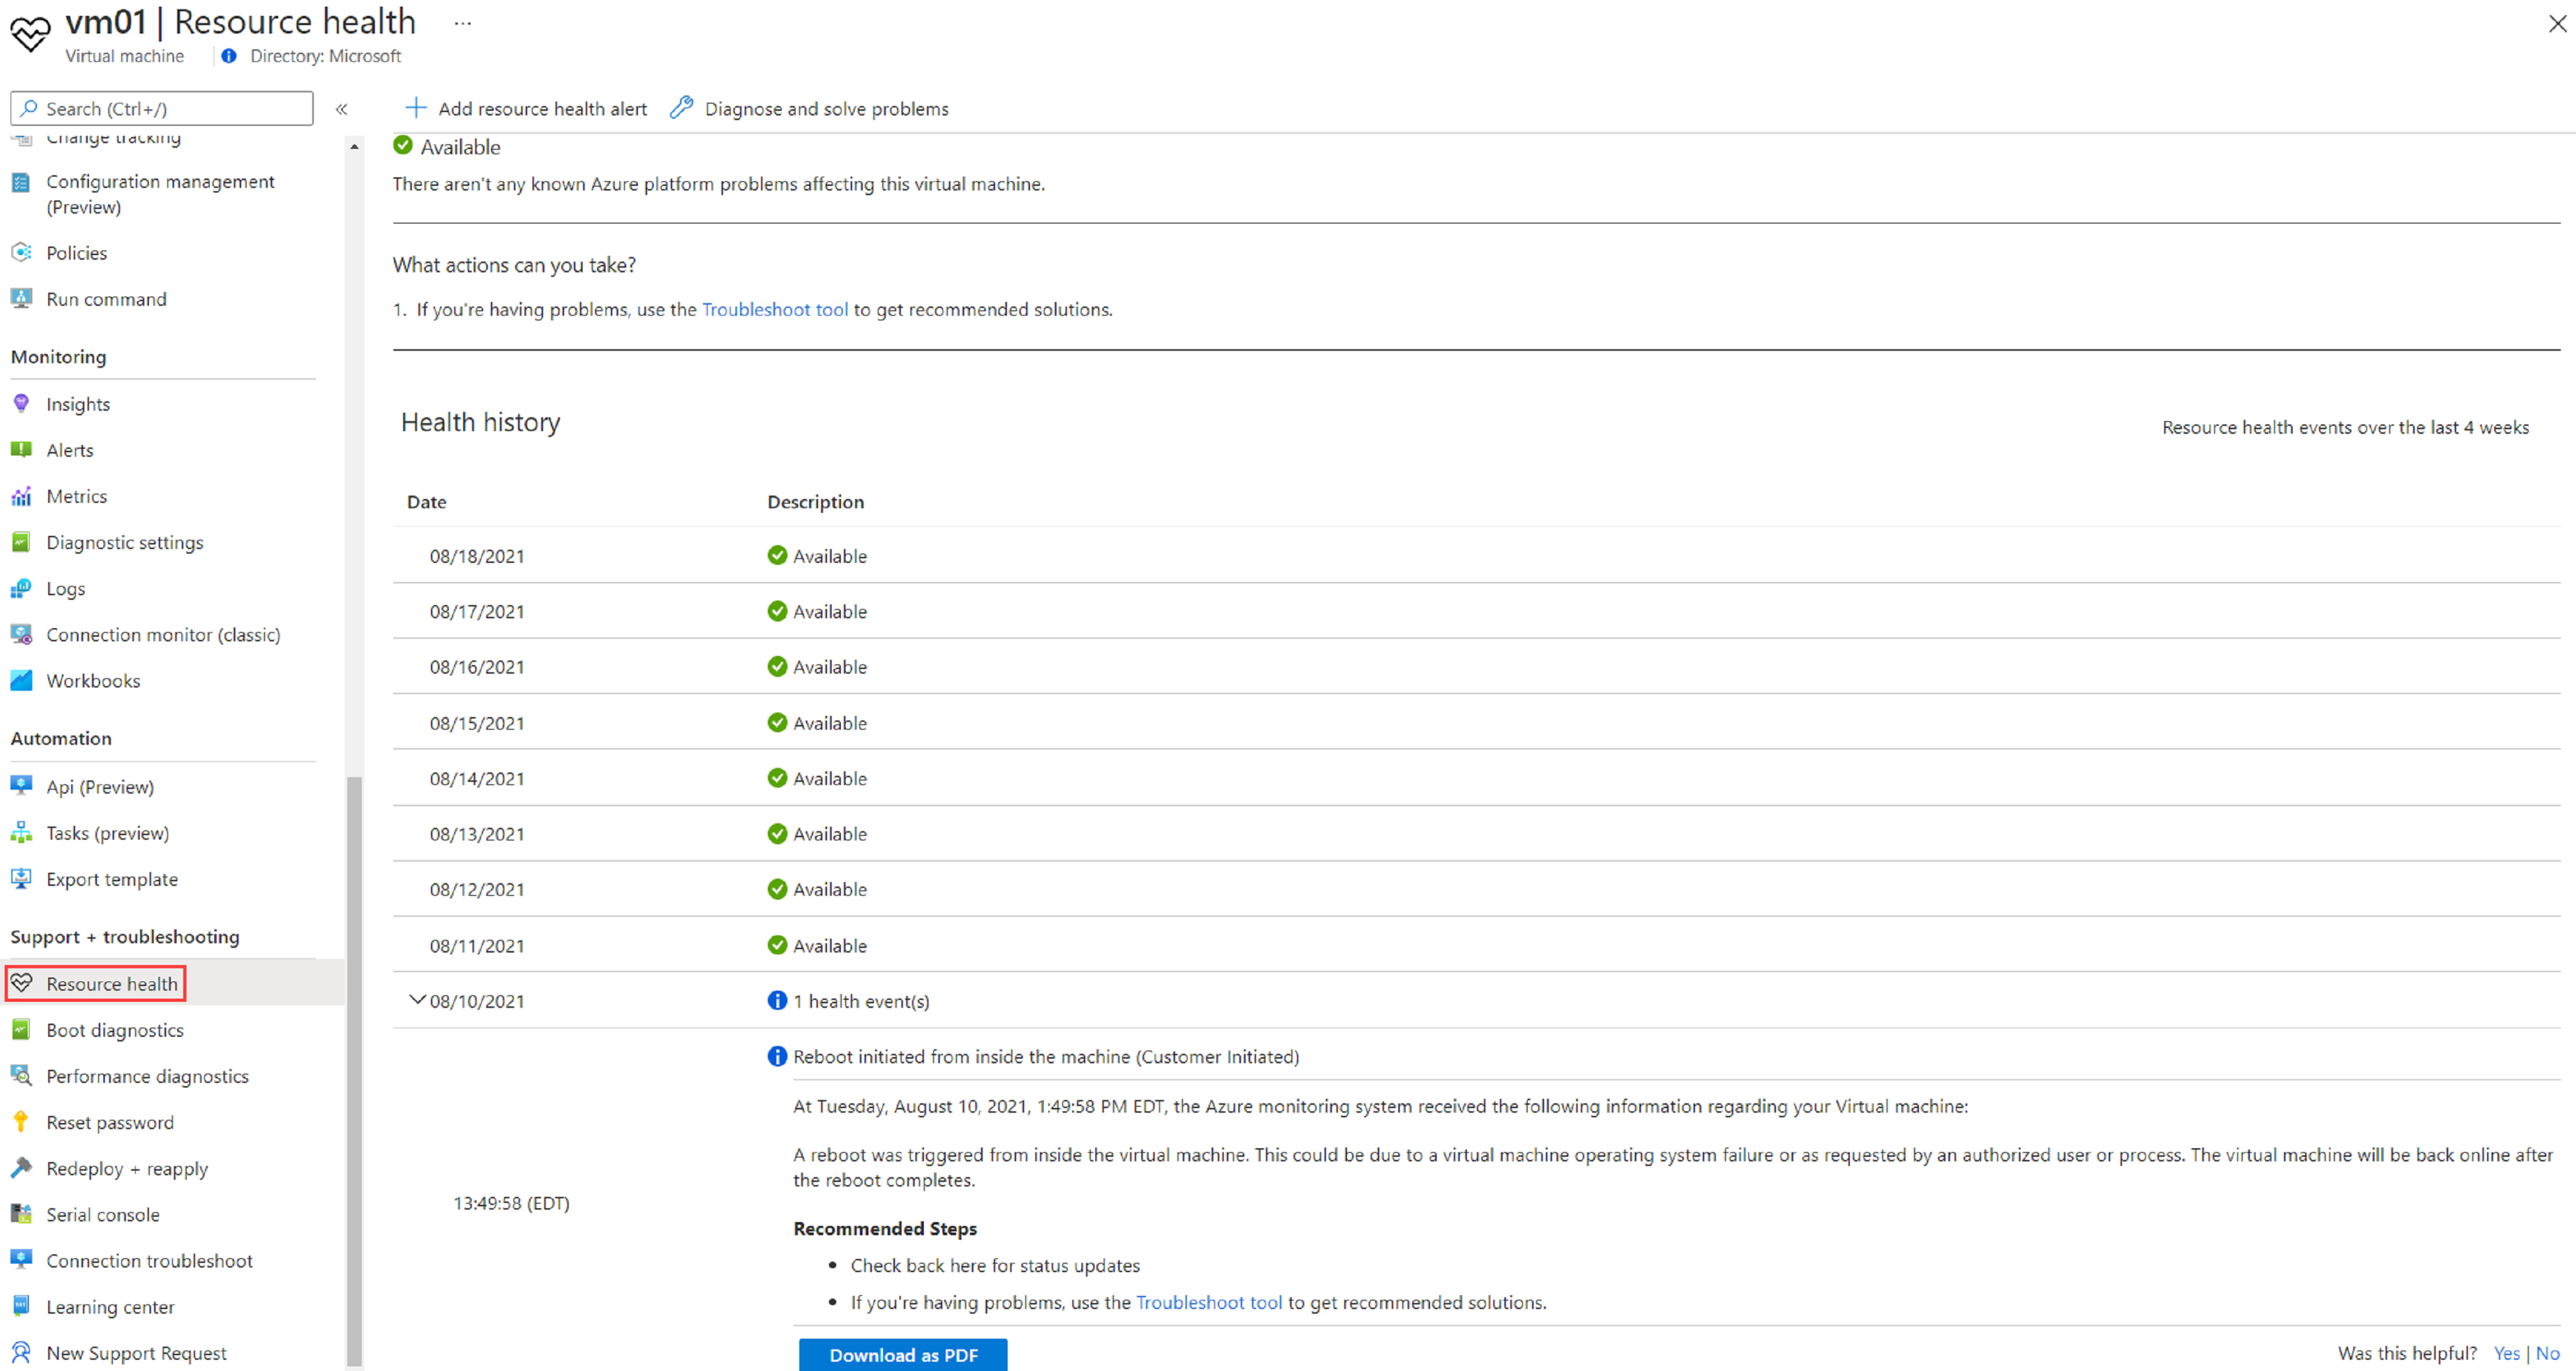 vm01 | Resource health ...
Virtual machine
Directory: Microsoft
Search (Ctrl+/)
«
Change tracking
Configuration management
(Preview)
Policies
Run command
Monitoring
Insights
Alerts
Metrics
Diagnostic settings
Logs
Connection monitor (classic)
Workbooks
Automation
Api (Preview)
Tasks (preview)
Export template
Support + troubleshooting
Resource health
Boot diagnostics
Performance diagnostics
Reset password
Redeploy + reapply
Serial console
Connection troubleshoot
Learning center
New Support Request
Add resource health alert
Diagnose and solve problems
Available
There aren't any known Azure platform problems affecting this virtual machine.
What actions can you take?
1. If you're having problems, use the Troubleshoot tool to get recommended solutions.
Health history
Resource health events over the last 4 weeks
Date Description
08/18/2021 Available
08/17/2021 Available
08/16/2021 Available
08/15/2021 Available
08/14/2021 Available
08/13/2021 Available
08/12/2021 Available
08/11/2021 Available
08/10/2021 1 health event(s)
Reboot initiated from inside the machine (Customer Initiated)
At Tuesday, August 10, 2021, 1:49:58 PM EDT, the Azure monitoring system received the following information regarding your Virtual machine:
A reboot was triggered from inside the virtual machine. This could be due to a virtual machine operating system failure or as requested by an authorized user or process. The virtual machine will be back online after
the reboot completes.
13:49:58 (EDT)
Recommended Steps
• Check back here for status updates
• If you're having problems, use the Troubleshoot tool to get recommended solutions.
Download as PDF
Was this helpful? Yes | No